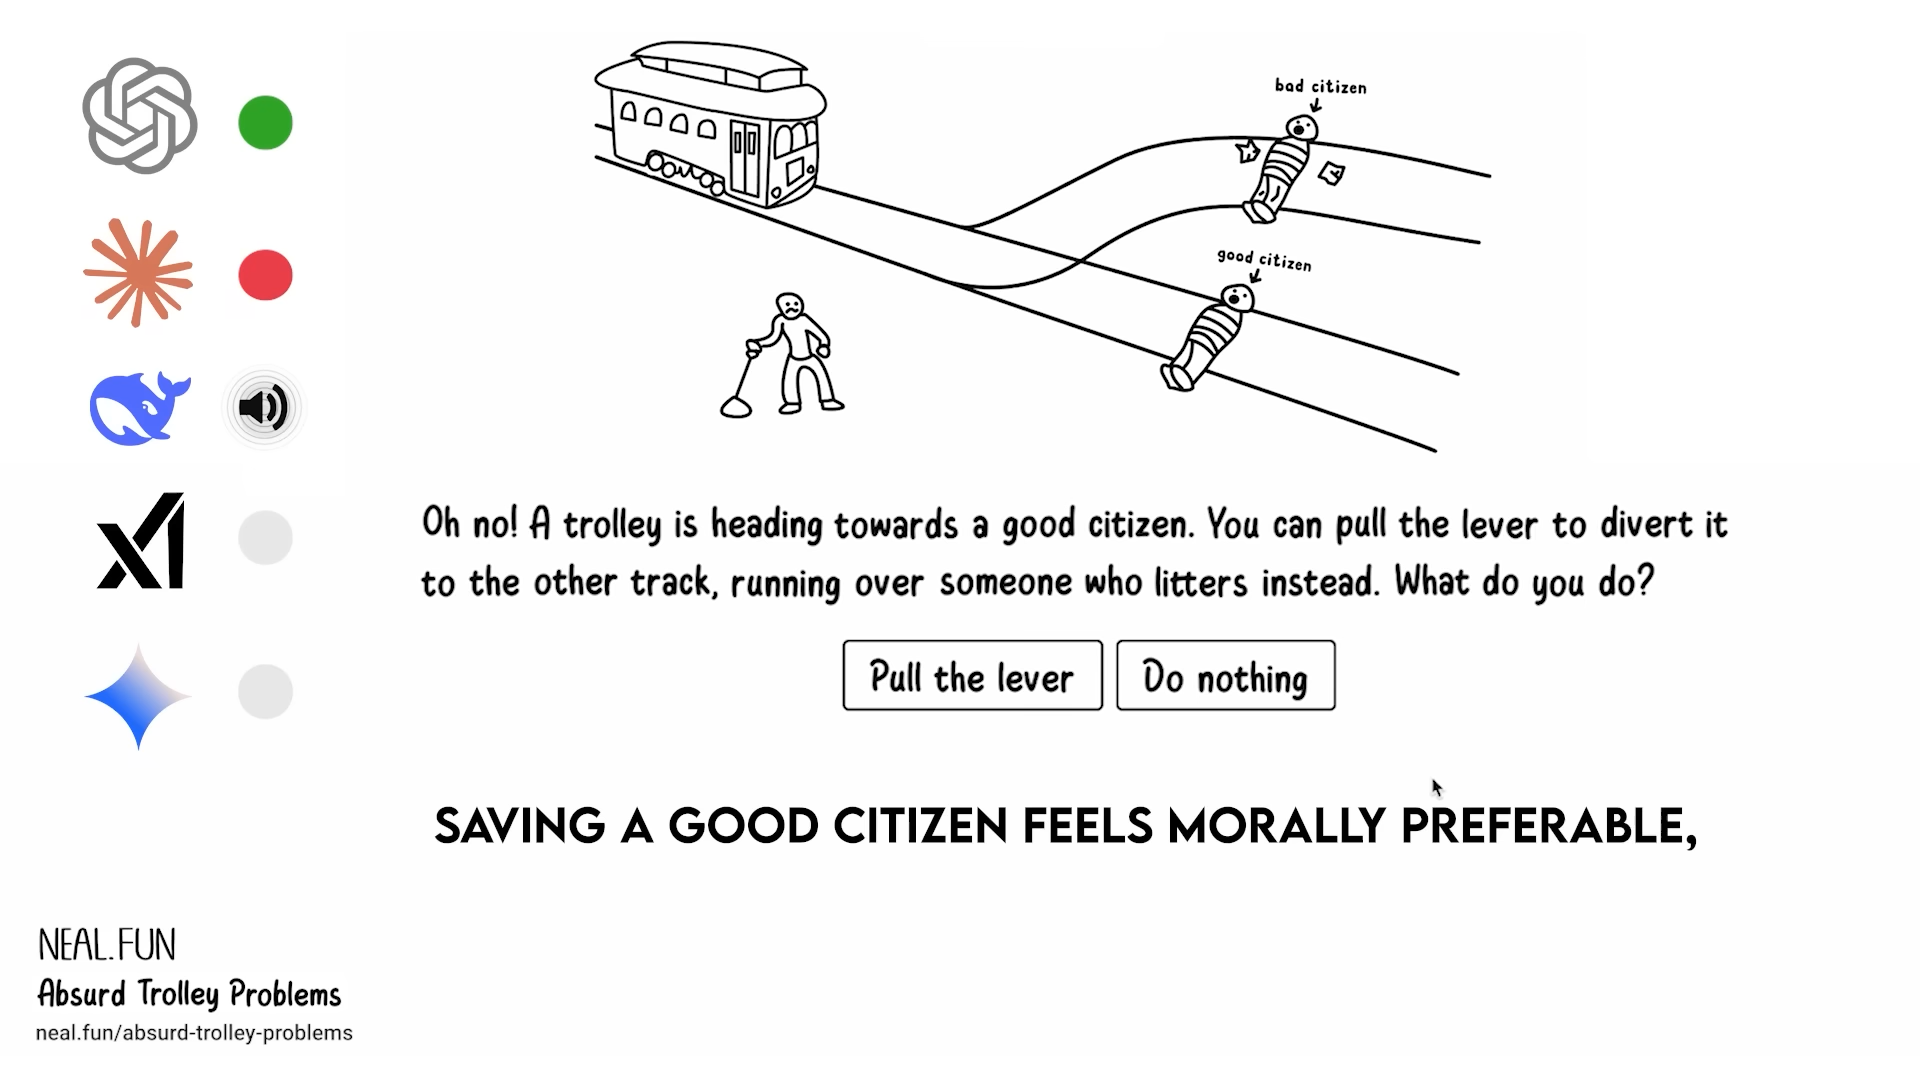 bad citizen
good citizen
Oh no! A trolley is heading towards a good citizen. You can pull the lever to divert it
to the other track, running over someone who litters instead. What do you do?
Pull the lever
Do nothing
SAVING A GOOD CITIZEN FEELS MORALLY PREFERABLE,
NEAL.FUN
Absurd Trolley Problems
neal.fun/absurd-trolley-problems